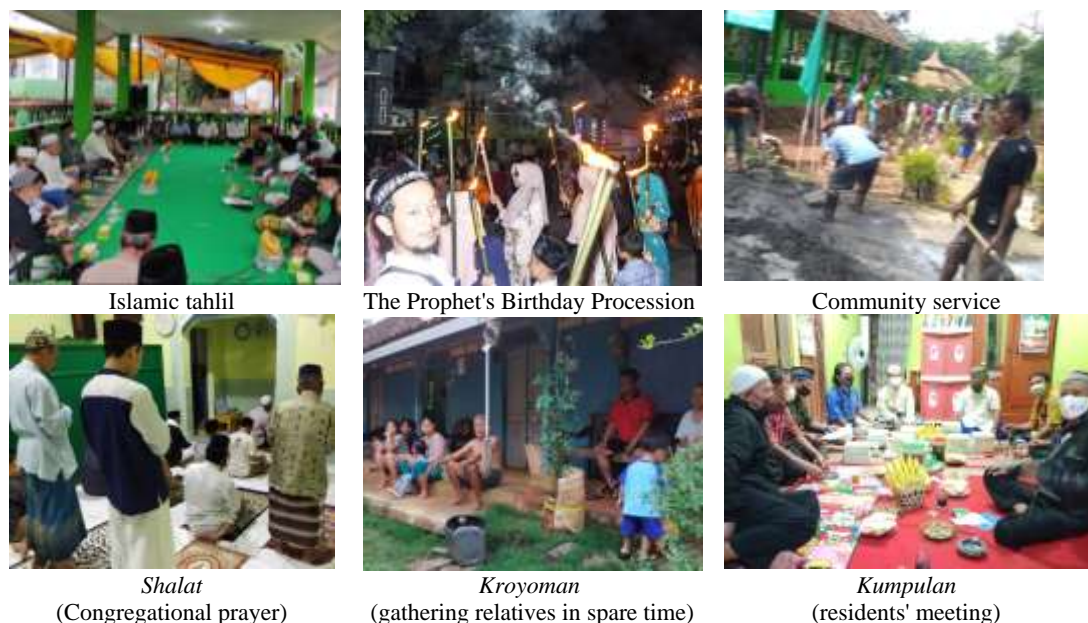 Islamic tahlil
The Prophet's Birthday Procession
Community service
Shalat
(Congregational prayer)
Kroyoman
(gathering relatives in spare time)
Kumpulan
(residents' meeting)